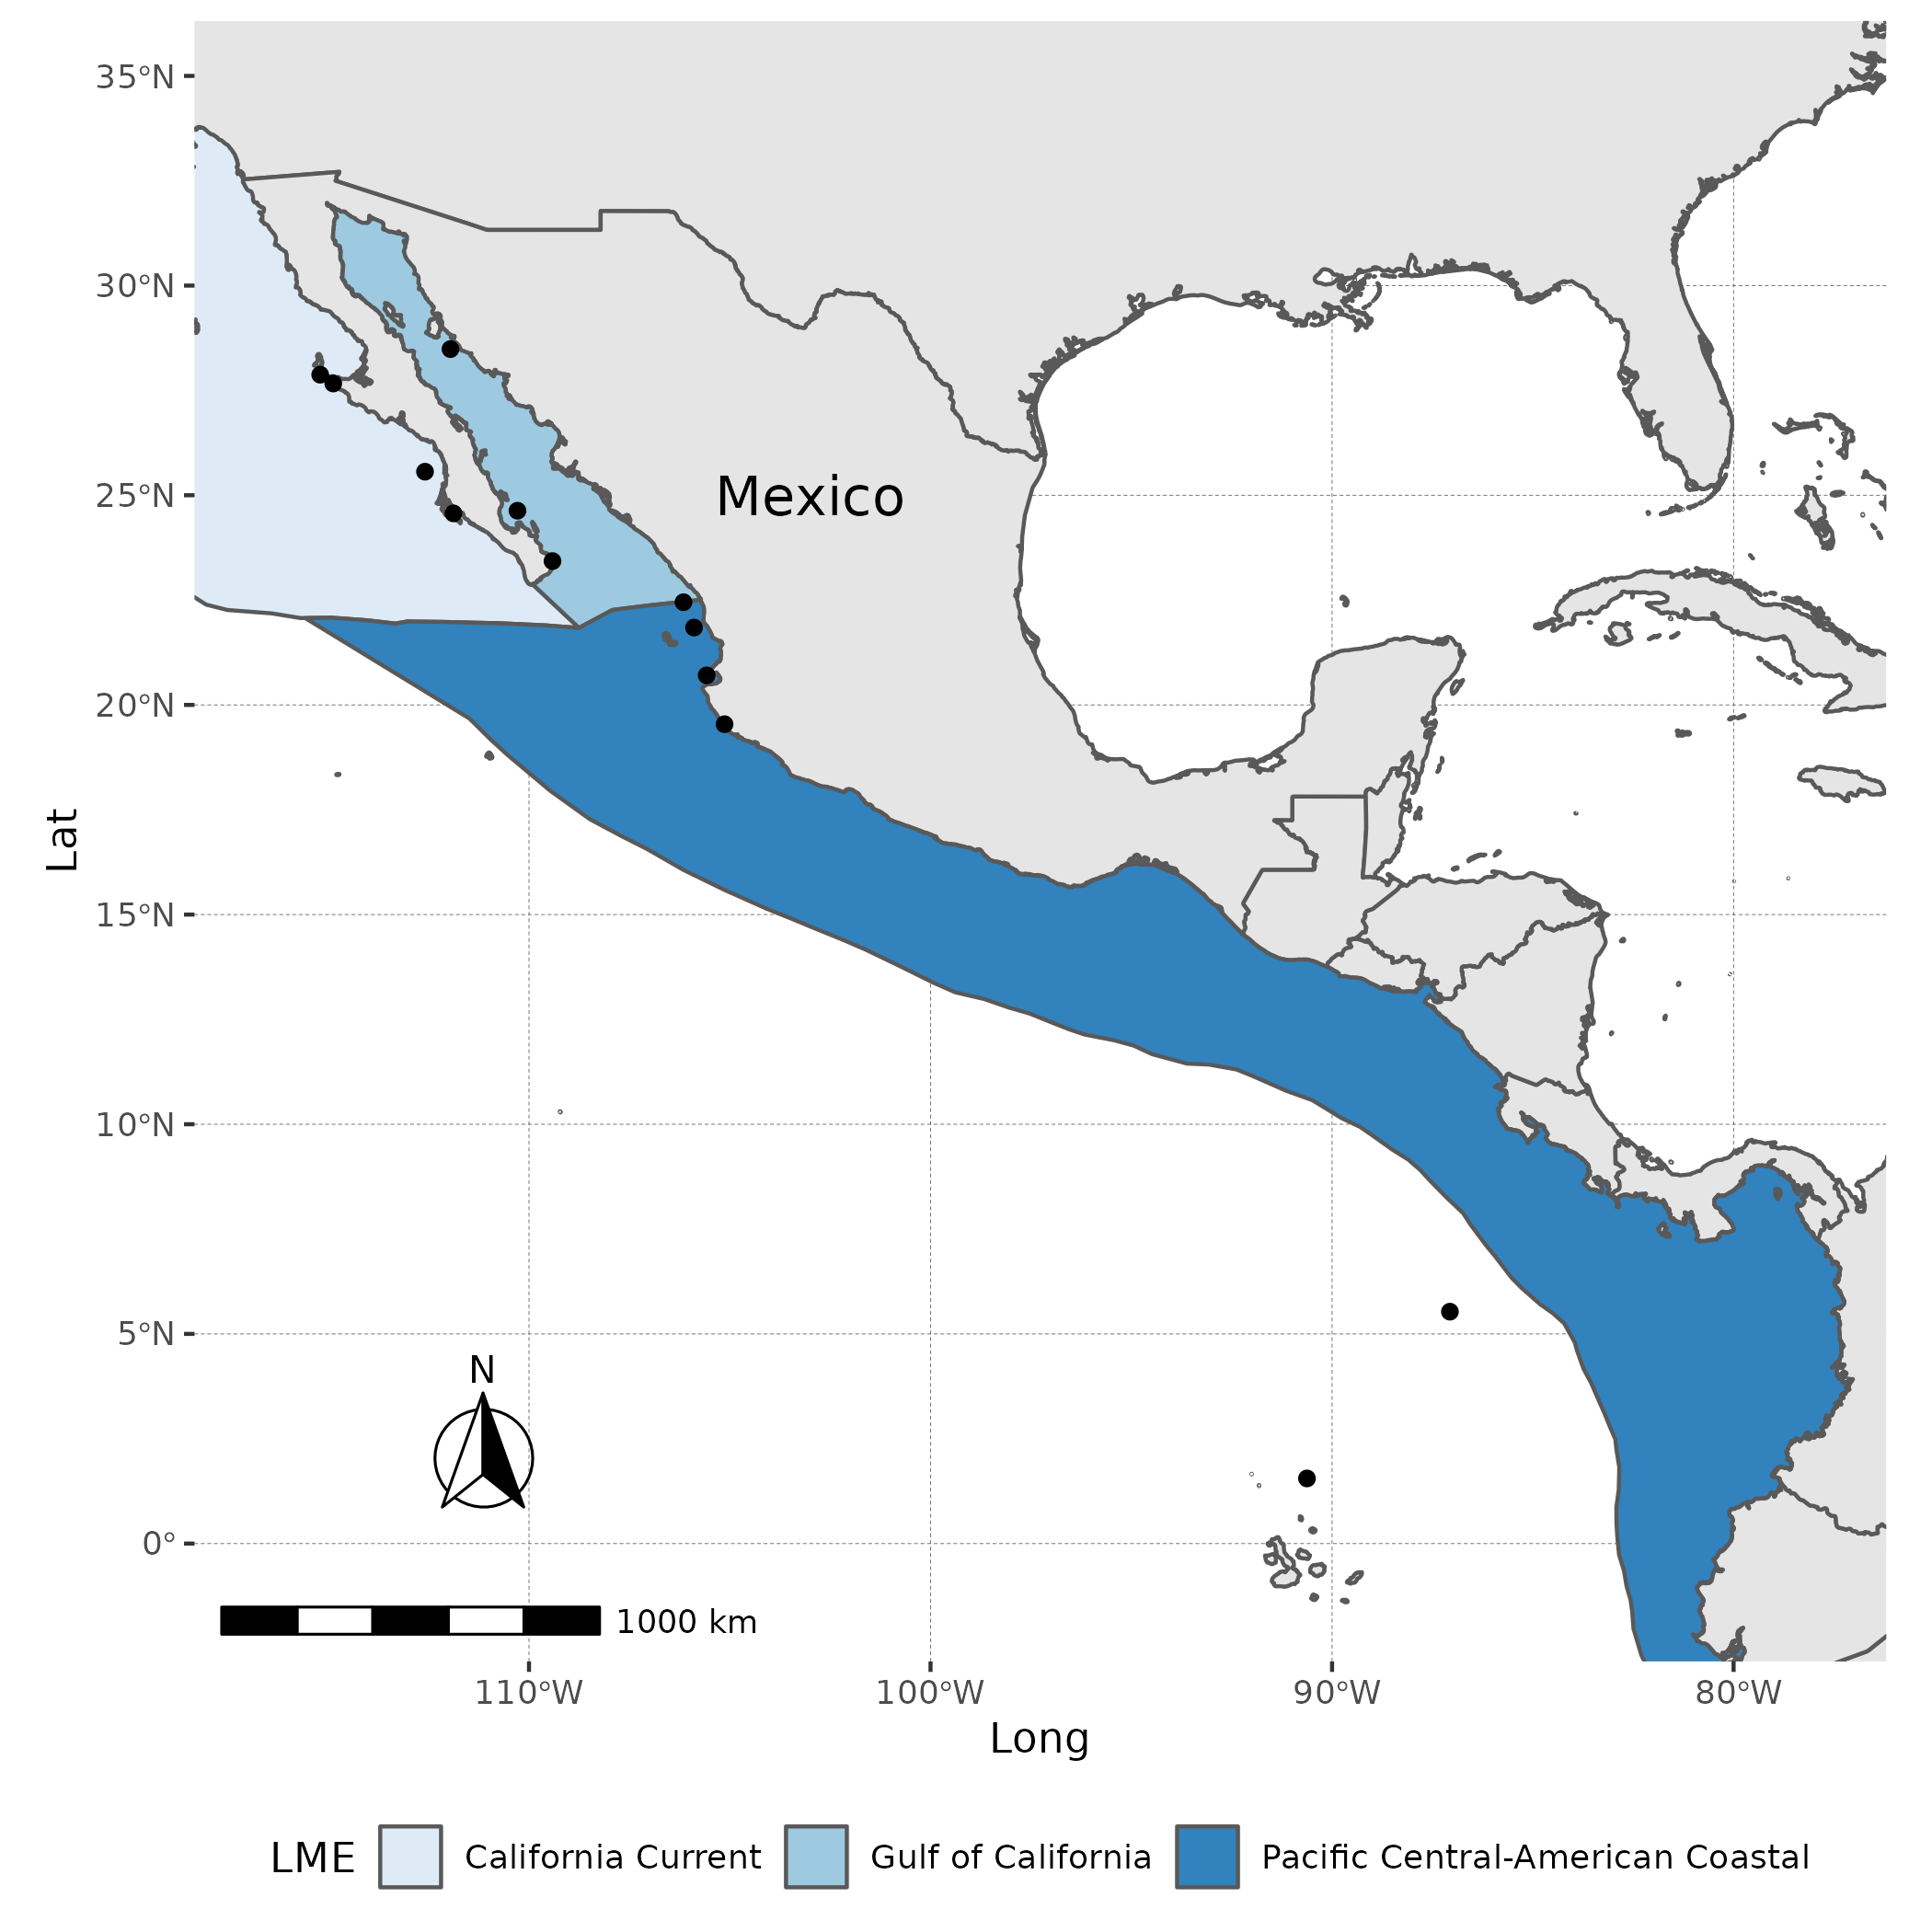 35°N
30°N
25°N
20°N
15°N
10°N
5°N
0°
Lat
Mexico
N
1000 km
110°W
100°W
90°W
80°W
Long
LME
California Current
Gulf of California
Pacific Central-American Coastal